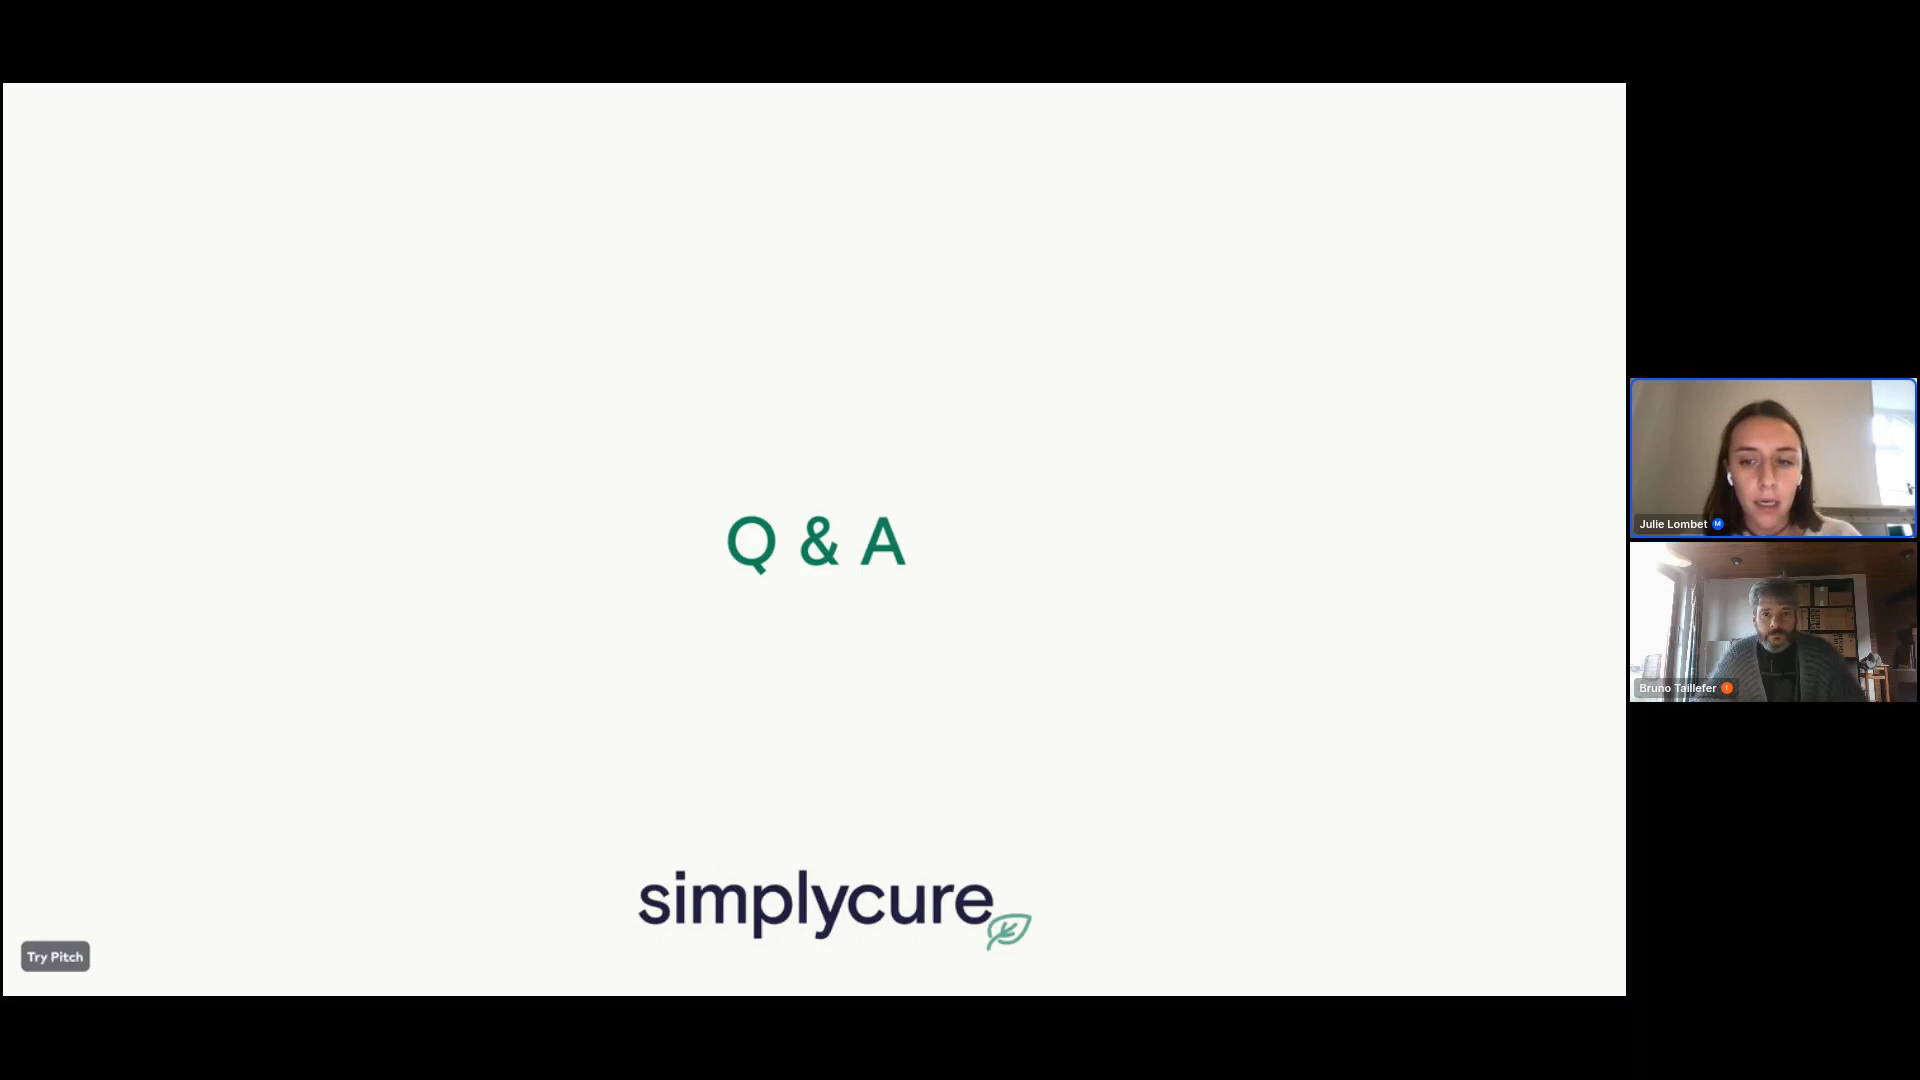 Q & A
simplycure
Try Pitch
Julie Lombet M
Bruno Taillefer I